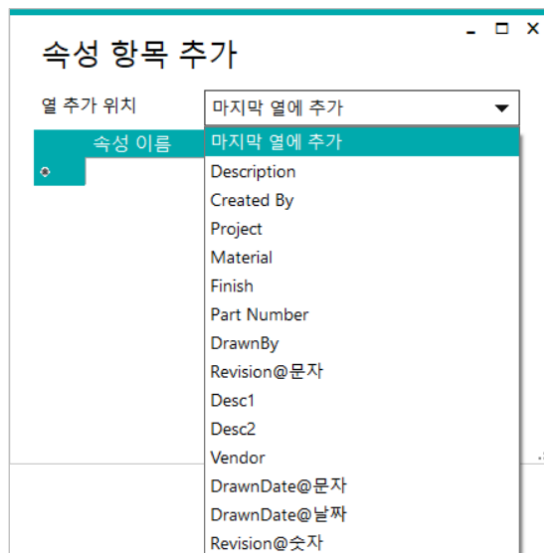 속성 항목 추가
열 추가 위치
마지막 열에 추가
속성 이름
마지막 열에 추가
Description
Created By
Project
Material
Finish
Part Number
DrawnBy
Revision@문자
Desc1
Desc2
Vendor
DrawnDate@문자
DrawnDate@날짜
Revision@숫자